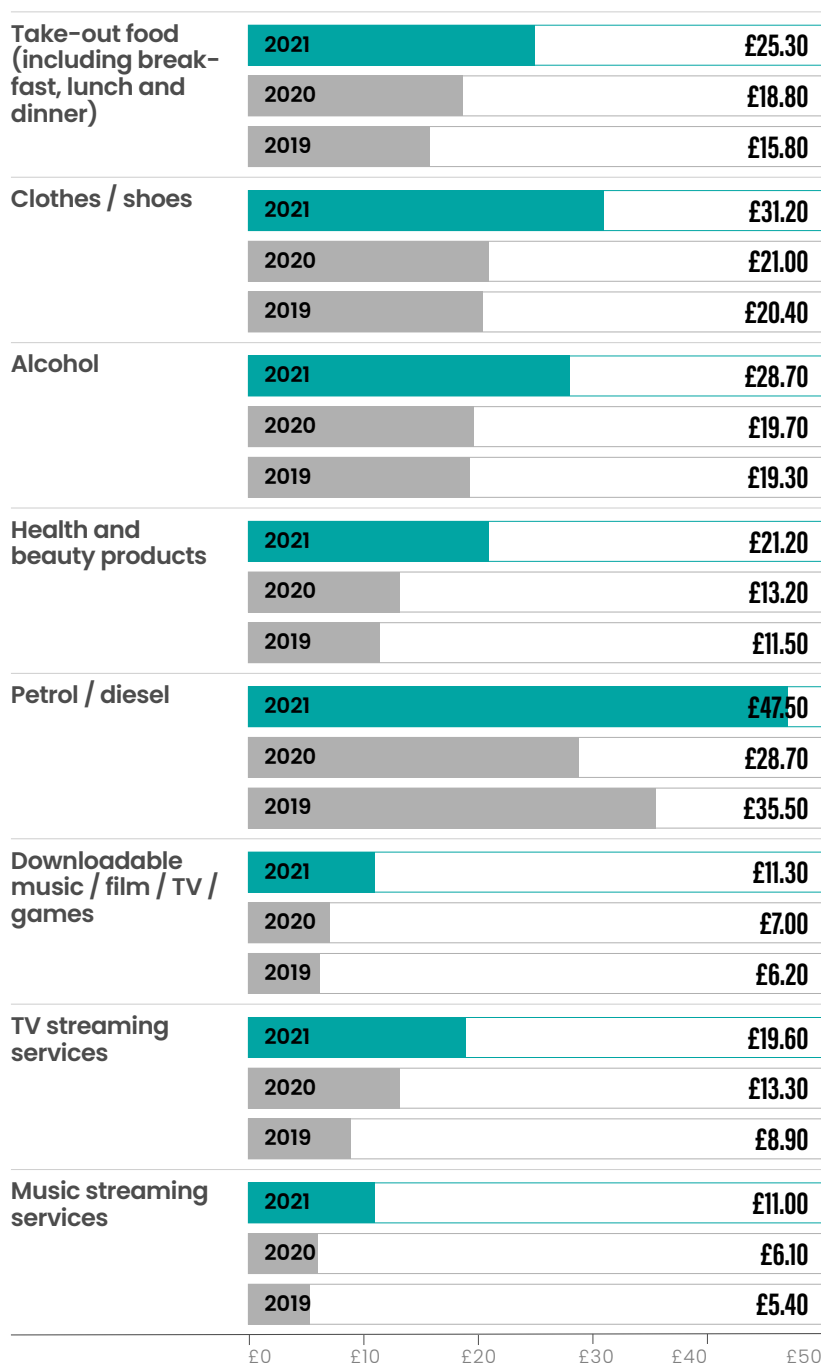 Take-out food
(including break-
fast, lunch and
dinner)
2021 £25.30
2020 £18.80
2019 £15.80
Clothes / shoes
2021 £31.20
2020 £21.00
2019 £20.40
Alcohol
2021 £28.70
2020 £19.70
2019 £19.30
Health and
beauty products
2021 £21.20
2020 £13.20
2019 £11.50
Petrol / diesel
2021 £47.50
2020 £28.70
2019 £35.50
Downloadable
music / film / TV /
games
2021 £11.30
2020 £7.00
2019 £6.20
TV streaming
services
2021 £19.60
2020 £13.30
2019 £8.90
Music streaming
services
2021 £11.00
2020 £6.10
2019 £5.40
£0 £10 £20 £30 £40 £50